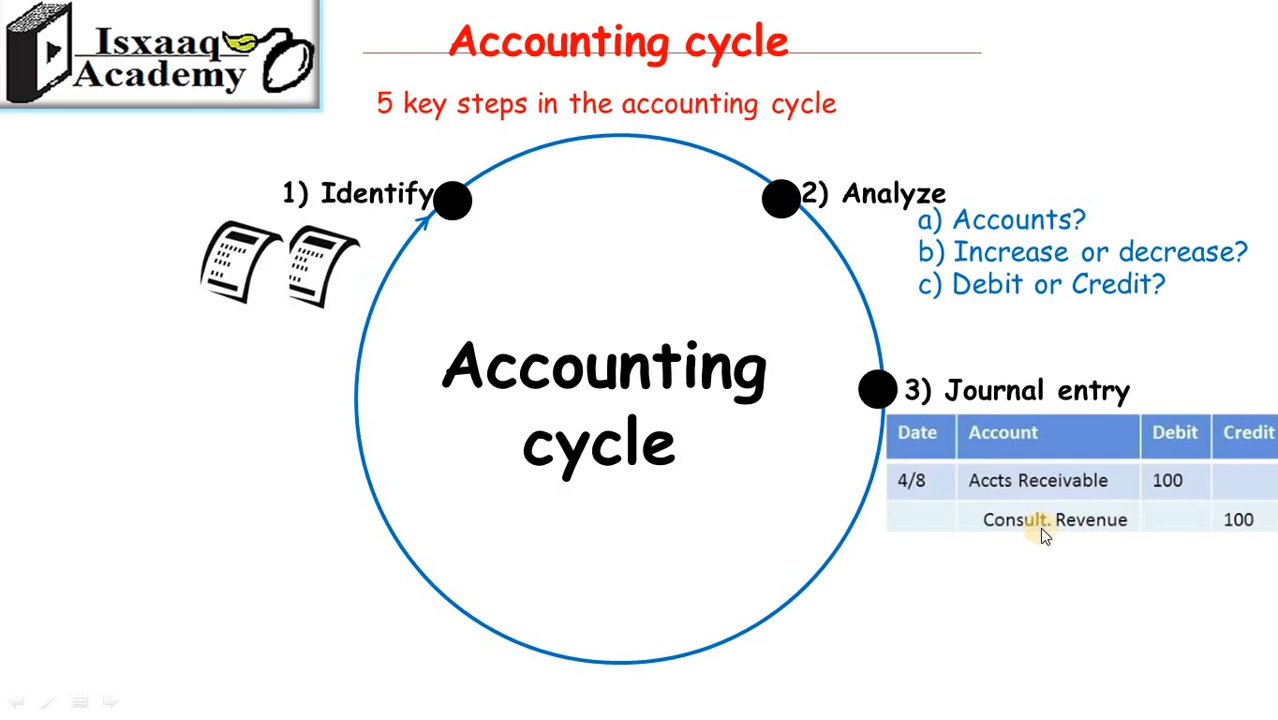 Isxaaq
Academy
Accounting cycle
5 key steps in the accounting cycle
1) Identify
2) Analyze
a) Accounts?
b) Increase or decrease?
c) Debit or Credit?
Accounting
cycle
3) Journal entry
Date Account Debit Credit
4/8 Accts Receivable 100
Consult. Revenue 100